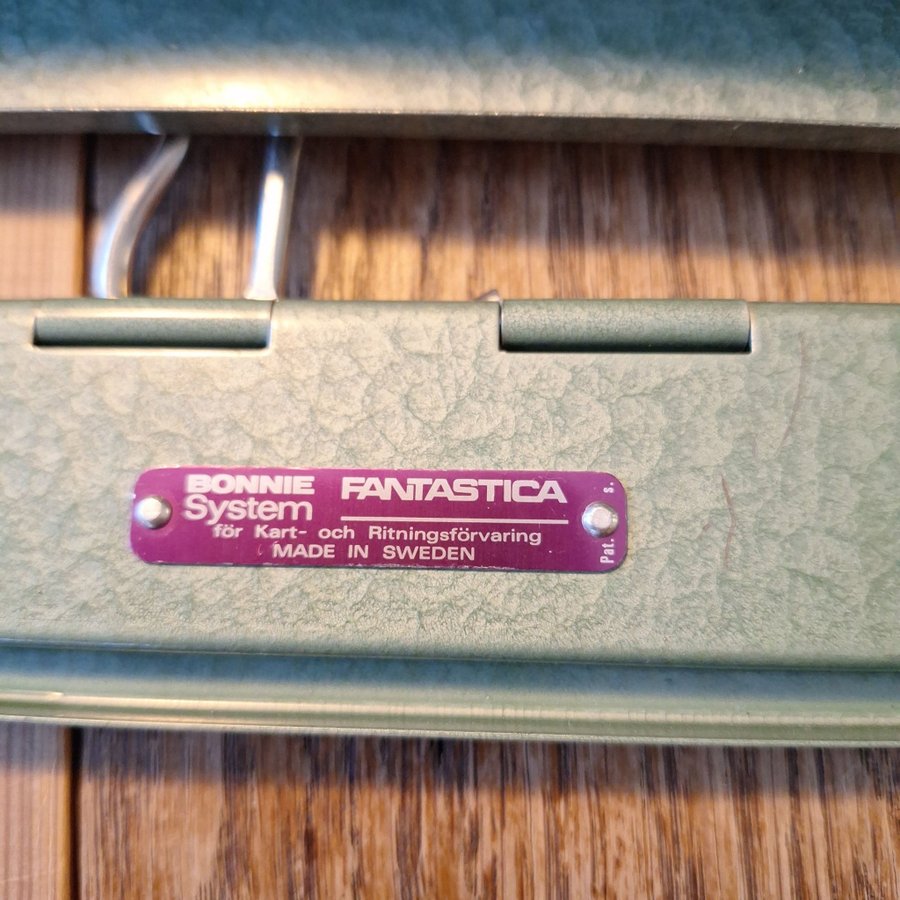 BONNIE FANTASTICA
System
för Kart- och Ritningsförvaring
MADE IN SWEDEN
Pat. s.